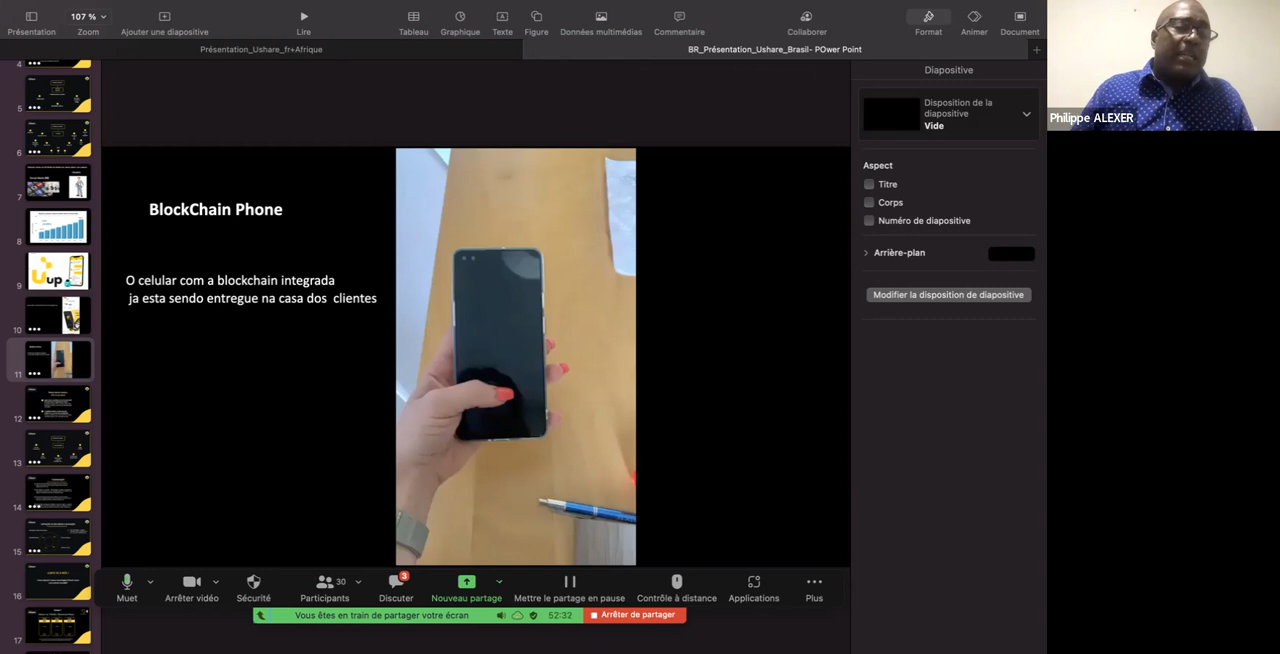 107 %
Présentation
Zoom
Ajouter une diapositive
Lire
Tableau
Graphique
Texte
Figure
Données multimédias
Commentaire
Collaborer
Format
Animer
Document
Présentation_Ushare_fr+Afrique
BR_Présentation_Ushare_Brasil- POwer Point
+
4
5
6
7
8
9
10
11
12
13
14
15
16
17
Uup
BlockChain Phone
O celular com a blockchain integrada
ja esta sendo entregue na casa dos clientes
Diapositive
Disposition de la
diapositive
Vide
Aspect
Titre
Corps
Numéro de diapositive
Arrière-plan
Modifier la disposition de diapositive
Philippe ALEXER
30
3
Muet
Arrêter vidéo
Sécurité
Participants
Discuter
Nouveau partage
Mettre le partage en pause
Contrôle à distance
Applications
Plus
Vous êtes en train de partager votre écran
52:32
Arrêter de partager